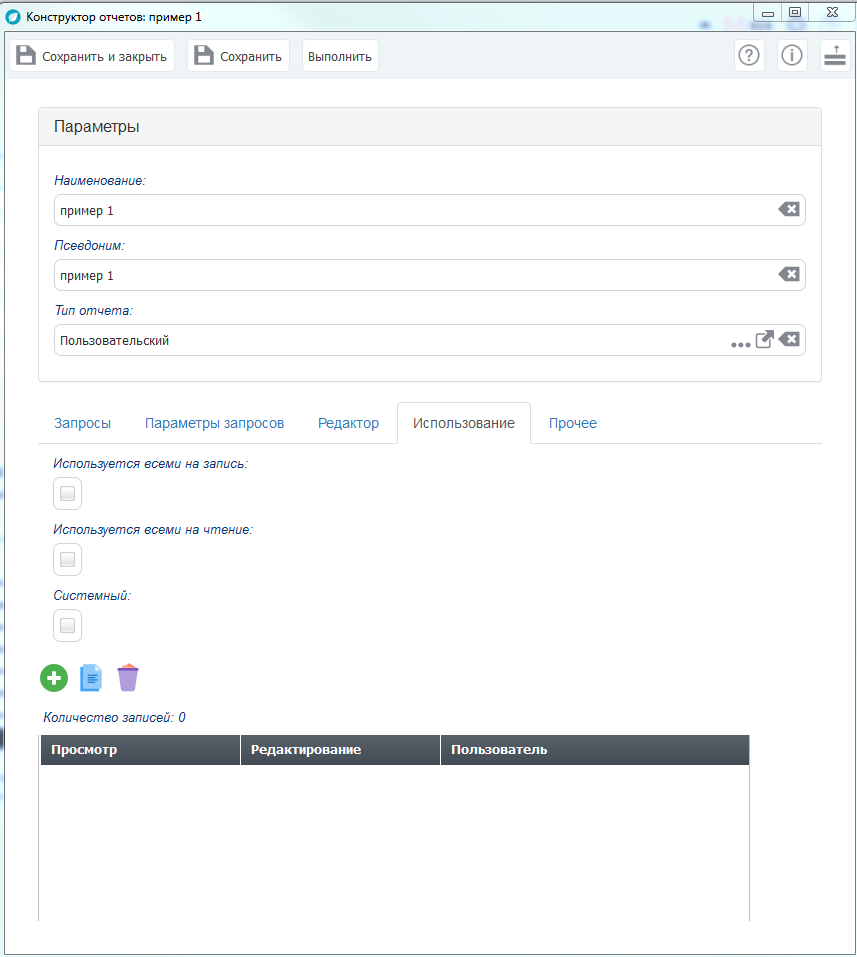 Конструктор отчетов: пример 1
Сохранить и закрыть Сохранить Выполнить
Параметры
Наименование:
пример 1
Псевдоним:
пример 1
Тип отчета:
Пользовательский
Запросы Параметры запросов Редактор Использование Прочее
Используется всеми на запись:
Используется всеми на чтение:
Системный:
Количество записей: 0
Просмотр Редактирование Пользователь